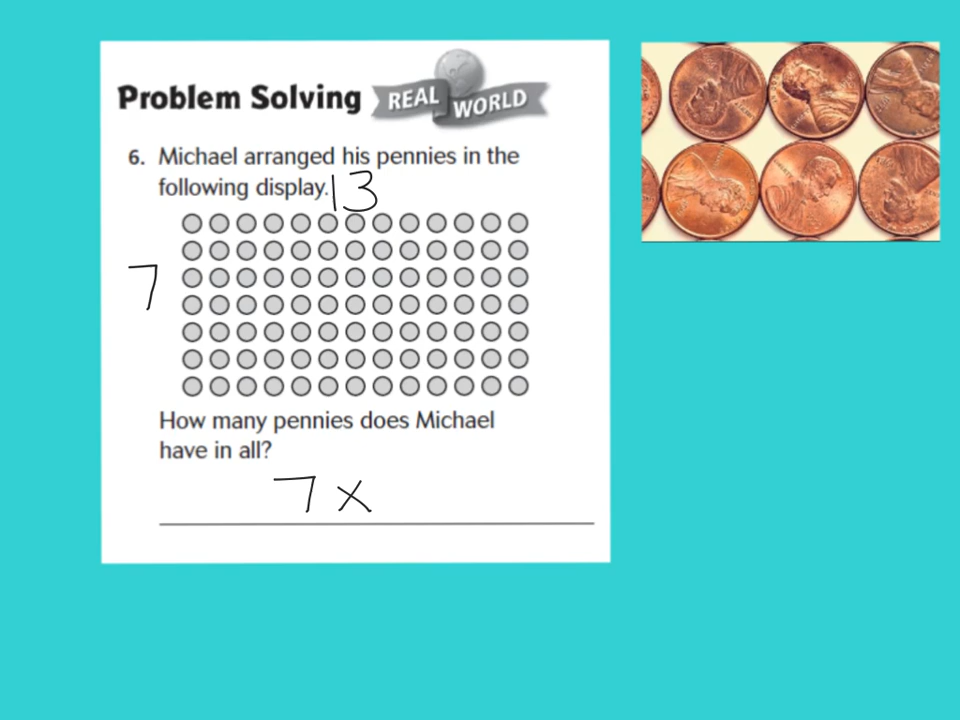 Problem Solving REAL WORLD
6. Michael arranged his pennies in the
following display.
13
7
How many pennies does Michael
have in all?
7 x